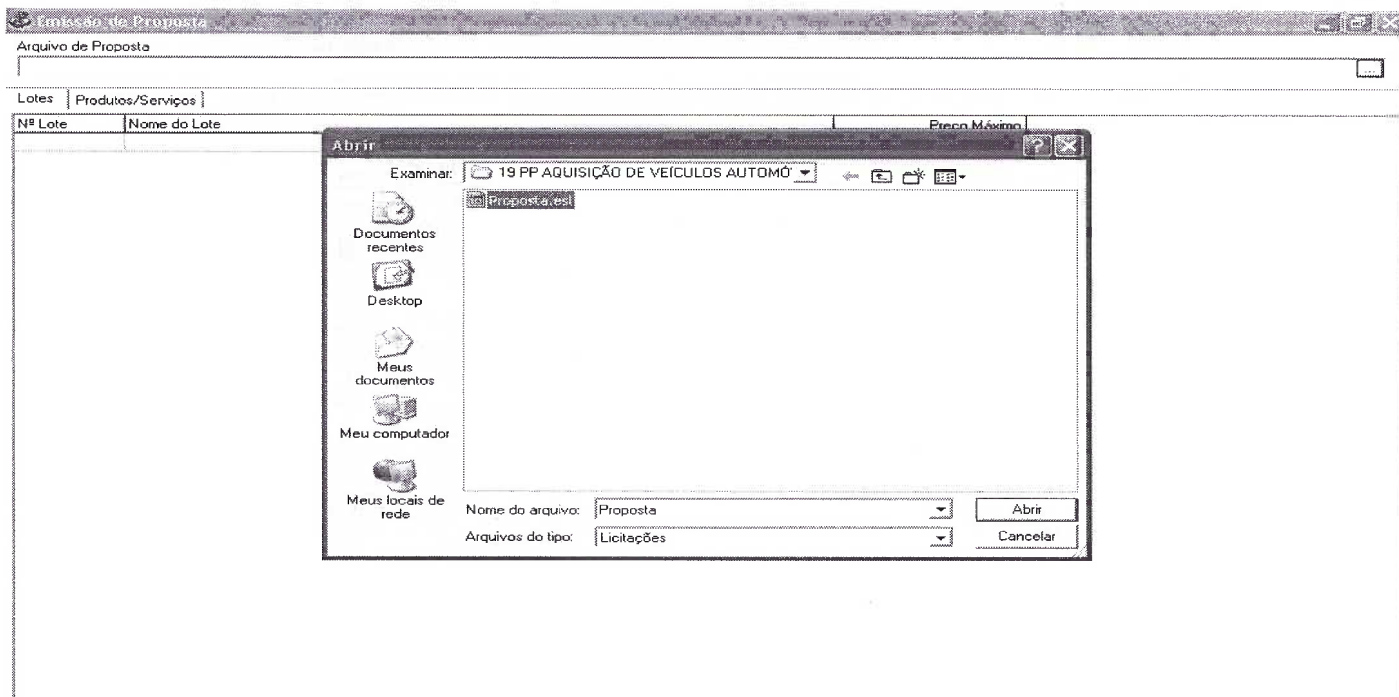 Emissão de Proposta
Arquivo de Proposta
...
Lotes
Produtos/Serviços
Nº Lote
Nome do Lote
Preço Máximo
Abrir
Examinar:
19 PP AQUISIÇÃO DE VEÍCULOS AUTOMÓ
Proposta.esl
Documentos
recentes
Desktop
Meus
documentos
Meu computador
Meus locais de
rede
Nome do arquivo:
Proposta
Abrir
Arquivos do tipo:
Licitações
Cancelar